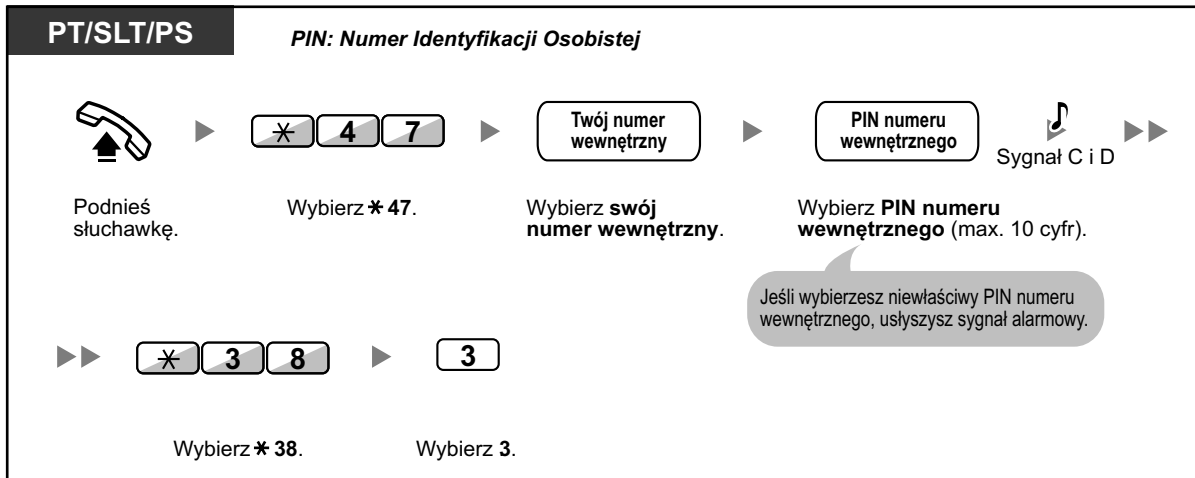 PT/SLT/PS
PIN: Numer Identyfikacji Osobistej
* 4 7
Twój numer
wewnętrzny
PIN numeru
wewnętrznego
Sygnał C i D
Podnieś
słuchawkę.
Wybierz * 47.
Wybierz swój
numer wewnętrzny.
Wybierz PIN numeru
wewnętrznego (max. 10 cyfr).
Jeśli wybierzesz niewłaściwy PIN numeru
wewnętrznego, usłyszysz sygnał alarmowy.
* 3 8
3
Wybierz * 38.
Wybierz 3.